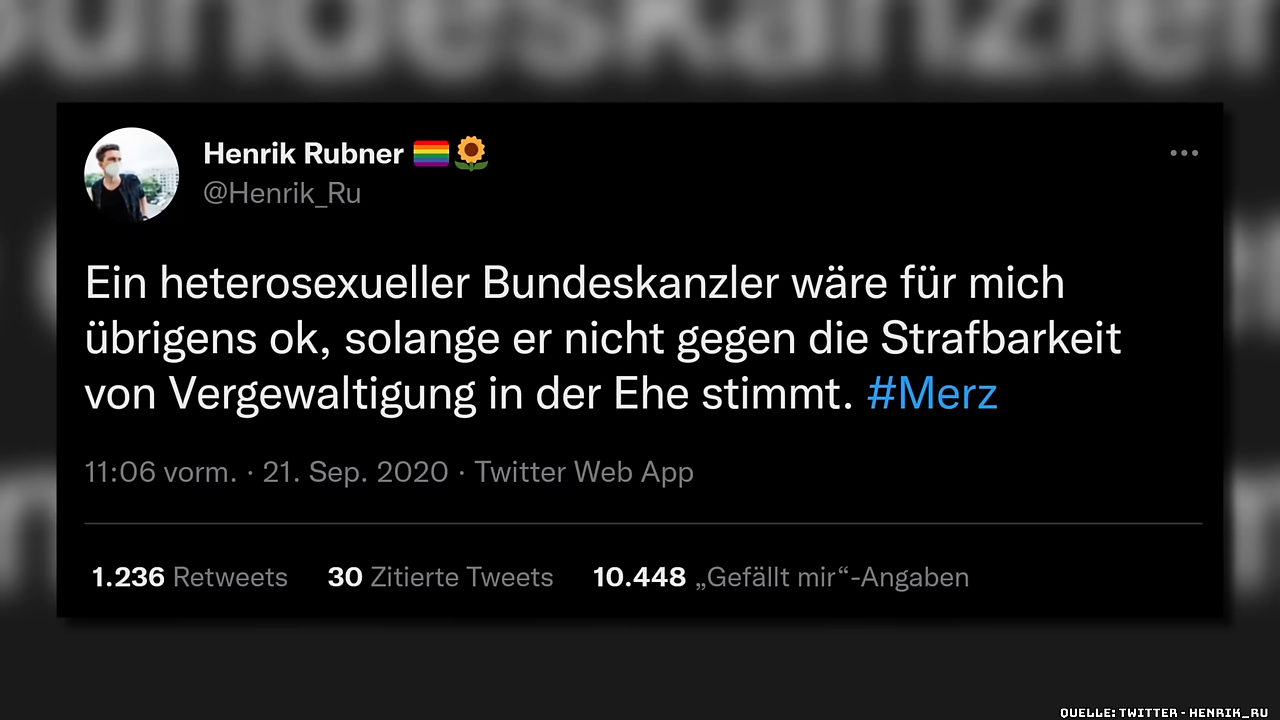 undeskanzler
Henrik Rubner 🏳️‍🌈🌻
@Henrik_Ru
Ein heterosexueller Bundeskanzler wäre für mich
übrigens ok, solange er nicht gegen die Strafbarkeit
von Vergewaltigung in der Ehe stimmt. #Merz
11:06 vorm. · 21. Sep. 2020 · Twitter Web App
1.236 Retweets 30 Zitierte Tweets 10.448 „Gefällt mir“-Angaben
QUELLE: TWITTER - HENRIK_RU